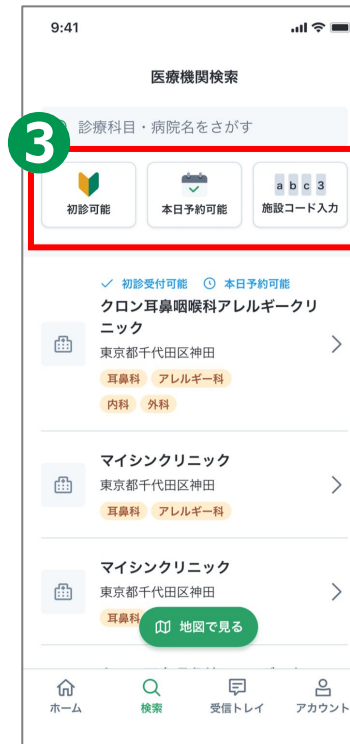 9:41
医療機関検索
診療科目・病院名をさがす
3
初診可能
本日予約可能
a b c 3
施設コード入力
初診受付可能 本日予約可能
クロン耳鼻咽喉科アレルギークリ
ニック
東京都千代田区神田
耳鼻科 アレルギー科
内科 外科
マイシンクリニック
東京都千代田区神田
耳鼻科 アレルギー科
マイシンクリニック
東京都千代田区神田
耳鼻科
地図で見る
ホーム 検索 受信トレイ アカウント